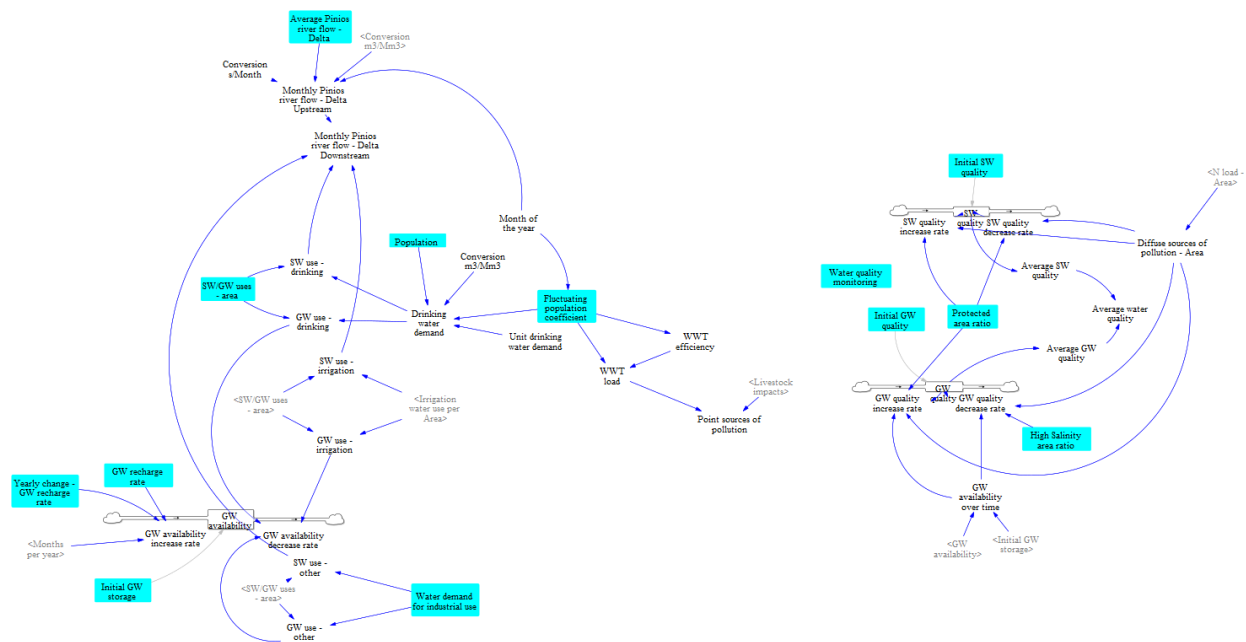 Average Pinios
river flow -
Delta
<Conversion
m3/Mm3>
Conversion
s/Month
Monthly Pinios
river flow - Delta
Upstream
Monthly Pinios
river flow - Delta
Downstream
Month of
the year
Population
Conversion
m3/Mm3
SW use -
drinking
SW/GW uses
- area
GW use -
drinking
Drinking
water
demand
Fluctuating
population
coefficient
Unit drinking
water demand
WWT
efficiency
WWT
load
SW use -
irrigation
<SW/GW uses
- area>
<Irrigation
water use per
Area>
GW use -
irrigation
<Livestock
impacts>
Point sources of
pollution
GW recharge
rate
Yearly change -
GW recharge
rate
GW
availability
<Months
per year>
GW availability
increase rate
GW availability
decrease rate
SW use -
other
Initial GW
storage
<SW/GW uses
- area>
Water demand
for industrial use
GW use -
other
Initial SW
quality
<N load -
Area>
SW quality
increase rate
SW
quality
SW quality
decrease rate
Diffuse sources of
pollution - Area
Average SW
quality
Water quality
monitoring
Initial GW
quality
Protected
area ratio
Average water
quality
Average GW
quality
GW quality
increase rate
GW
quality
GW quality
decrease rate
High Salinity
area ratio
GW
availability
over time
<GW
availability>
<Initial GW
storage>